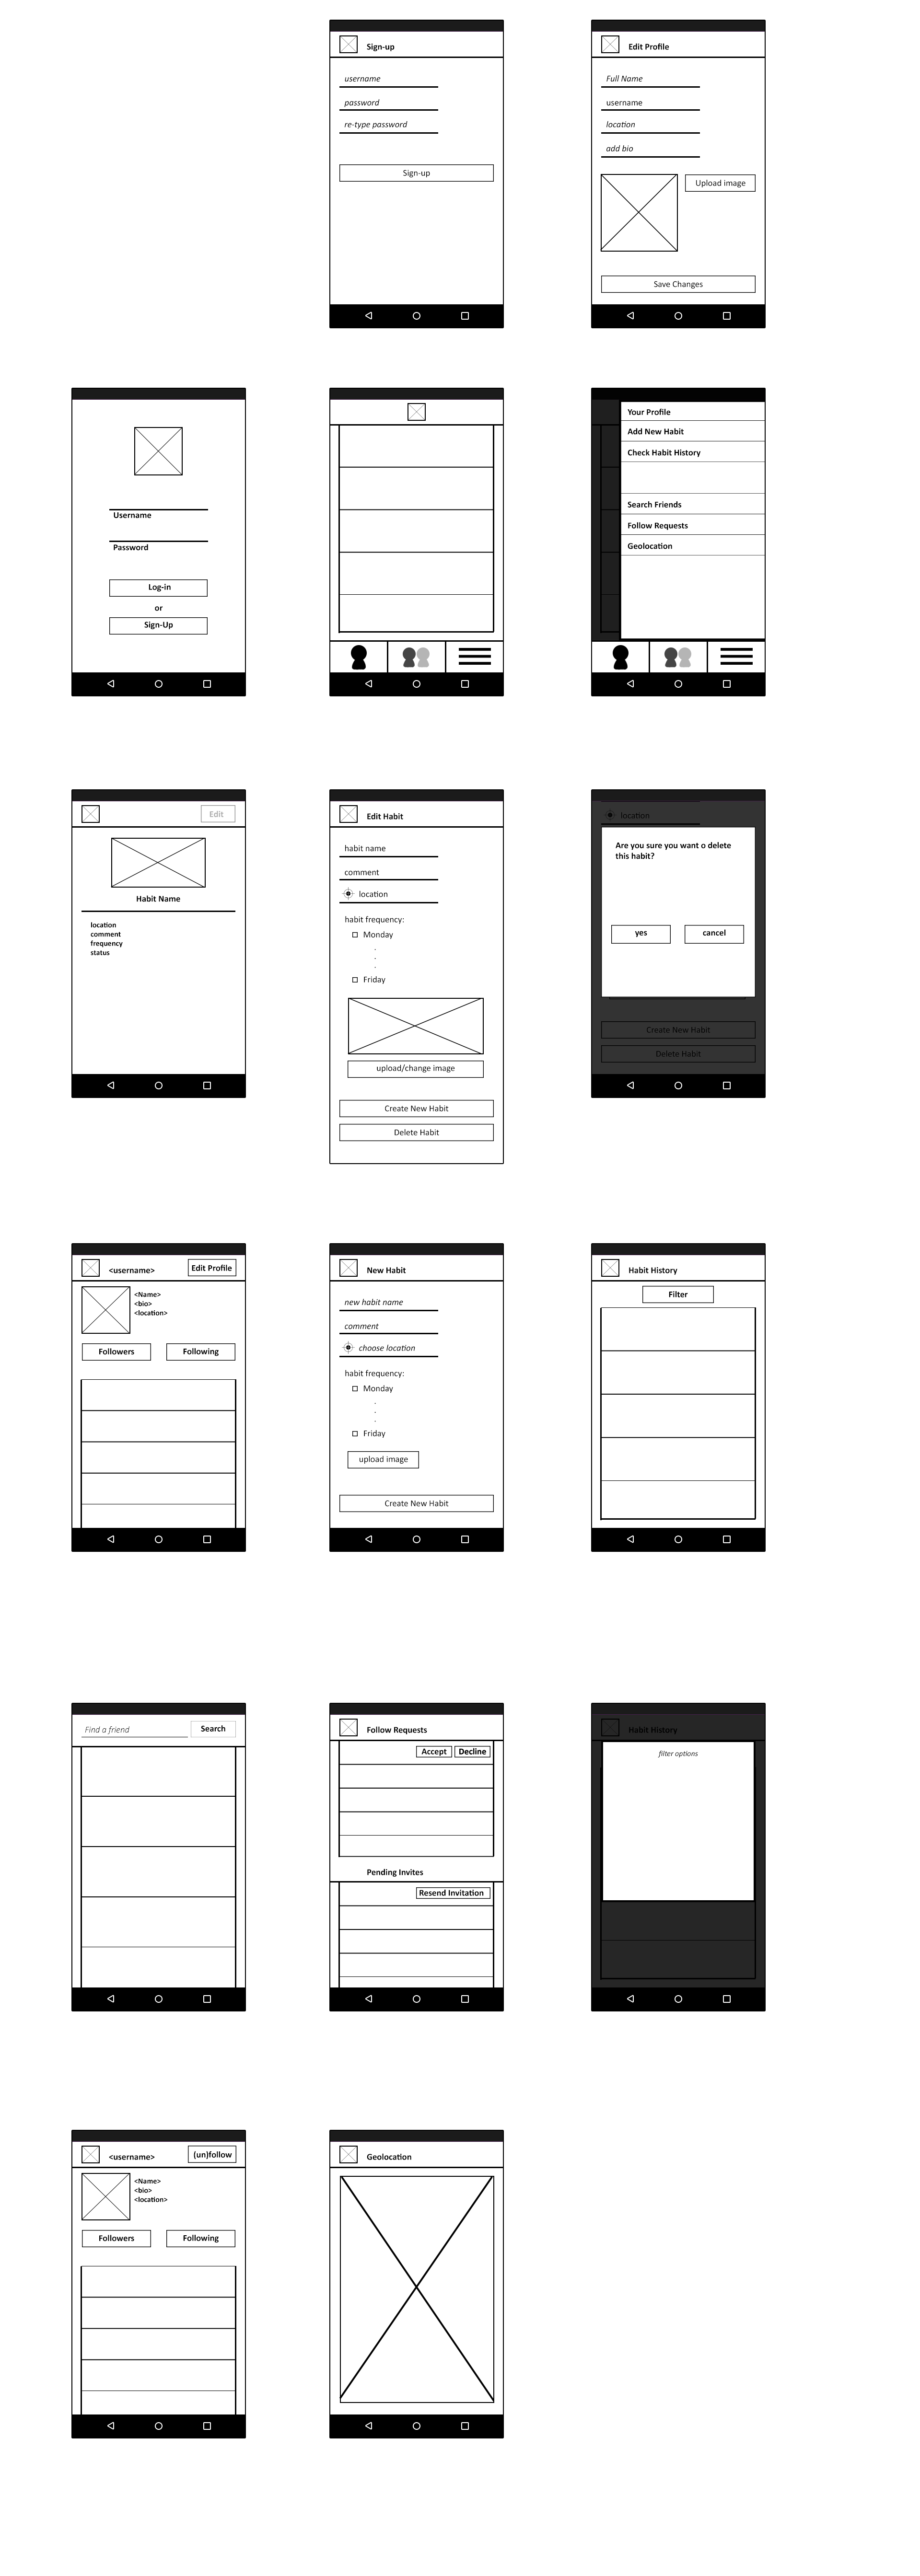 Sign-up
username
password
re-type password
Sign-up
Edit Profile
Full Name
username
location
add bio
Upload image
Save Changes
Username
Password
Log-in
or
Sign-Up
Your Profile
Add New Habit
Check Habit History
Search Friends
Follow Requests
Geolocation
Edit
Habit Name
location
comment
frequency
status
Edit Habit
habit name
comment
location
habit frequency:
Monday
.
.
.
Friday
upload/change image
Create New Habit
Delete Habit
location
Are you sure you want o delete
this habit?
yes
cancel
Create New Habit
Delete Habit
<username>
Edit Profile
<Name>
<bio>
<location>
Followers
Following
New Habit
new habit name
comment
choose location
habit frequency:
Monday
.
.
.
Friday
upload image
Create New Habit
Habit History
Filter
Find a friend
Search
Follow Requests
Accept
Decline
Pending Invites
Resend Invitation
Habit History
filter options
<username>
(un)follow
<Name>
<bio>
<location>
Followers
Following
Geolocation